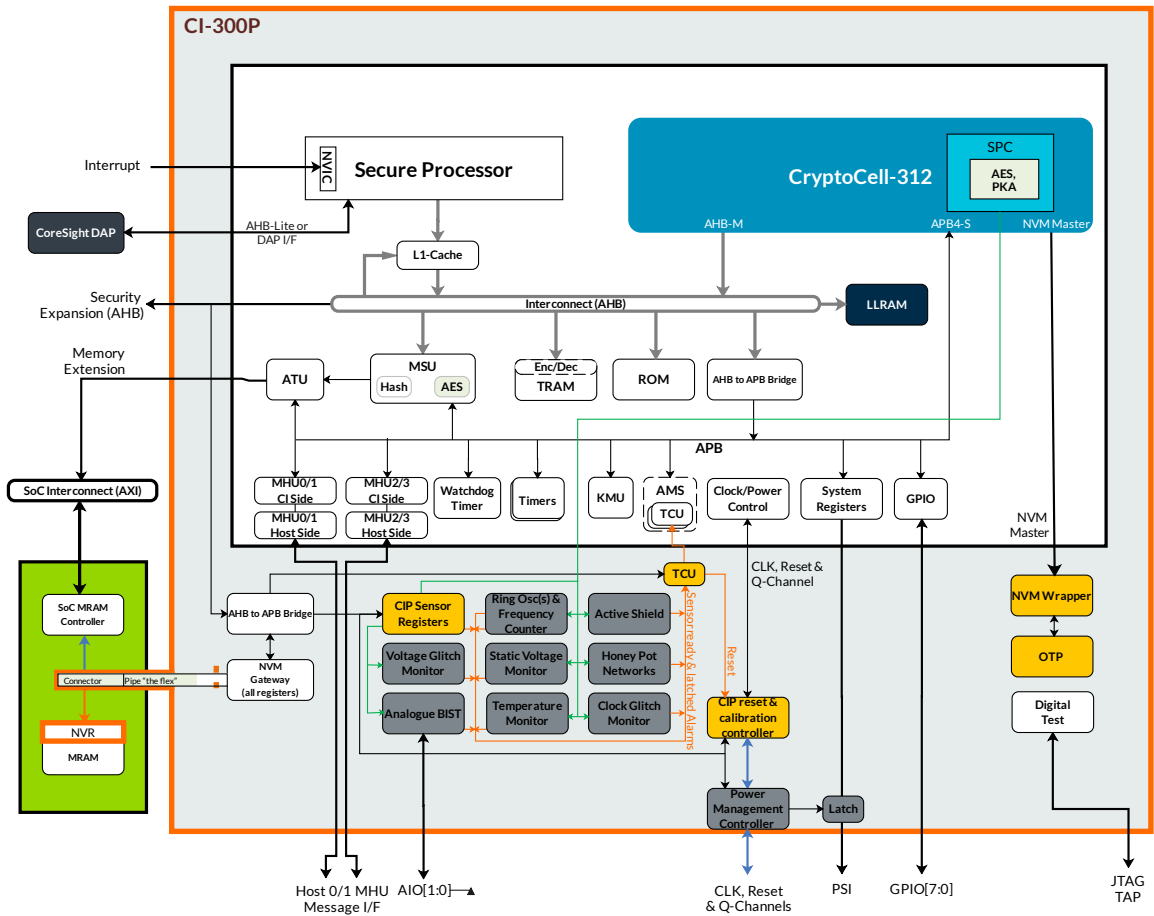 CI-300P
Interrupt
NVIC
Secure Processor
CryptoCell-312
SPC
AES,
PKA
CoreSight DAP
AHB-Lite or
DAP I/F
L1-Cache
AHB-M
APB4-S
NVM Master
Security
Expansion (AHB)
Interconnect (AHB)
LLRAM
Memory
Extension
ATU
MSU
Hash
AES
Enc/Dec
TRAM
ROM
AHB to APB Bridge
APB
SoC Interconnect (AXI)
MHU0/1
CI Side
MHU2/3
CI Side
Watchdog
Timer
Timers
KMU
AMS
TCU
Clock/Power
Control
System
Registers
GPIO
MHU0/1
Host Side
MHU2/3
Host Side
NVM
Master
CLK, Reset &
Q-Channel
TCU
SoC MRAM
Controller
AHB to APB Bridge
CIP Sensor
Registers
Ring Osc(s) &
Frequency
Counter
Active Shield
Sensor ready & latched Alarms
Reset
NVM Wrapper
OTP
Connector
Pipe "the flex"
NVM
Gateway
(all registers)
Voltage Glitch
Monitor
Static Voltage
Monitor
Honey Pot
Networks
NVR
MRAM
Analogue BIST
Temperature
Monitor
Clock Glitch
Monitor
CIP reset &
calibration
controller
Digital
Test
Power
Management
Controller
Latch
Host 0/1 MHU
Message I/F
AIO[1:0]
CLK, Reset
& Q-Channels
PSI
GPIO[7:0]
JTAG
TAP